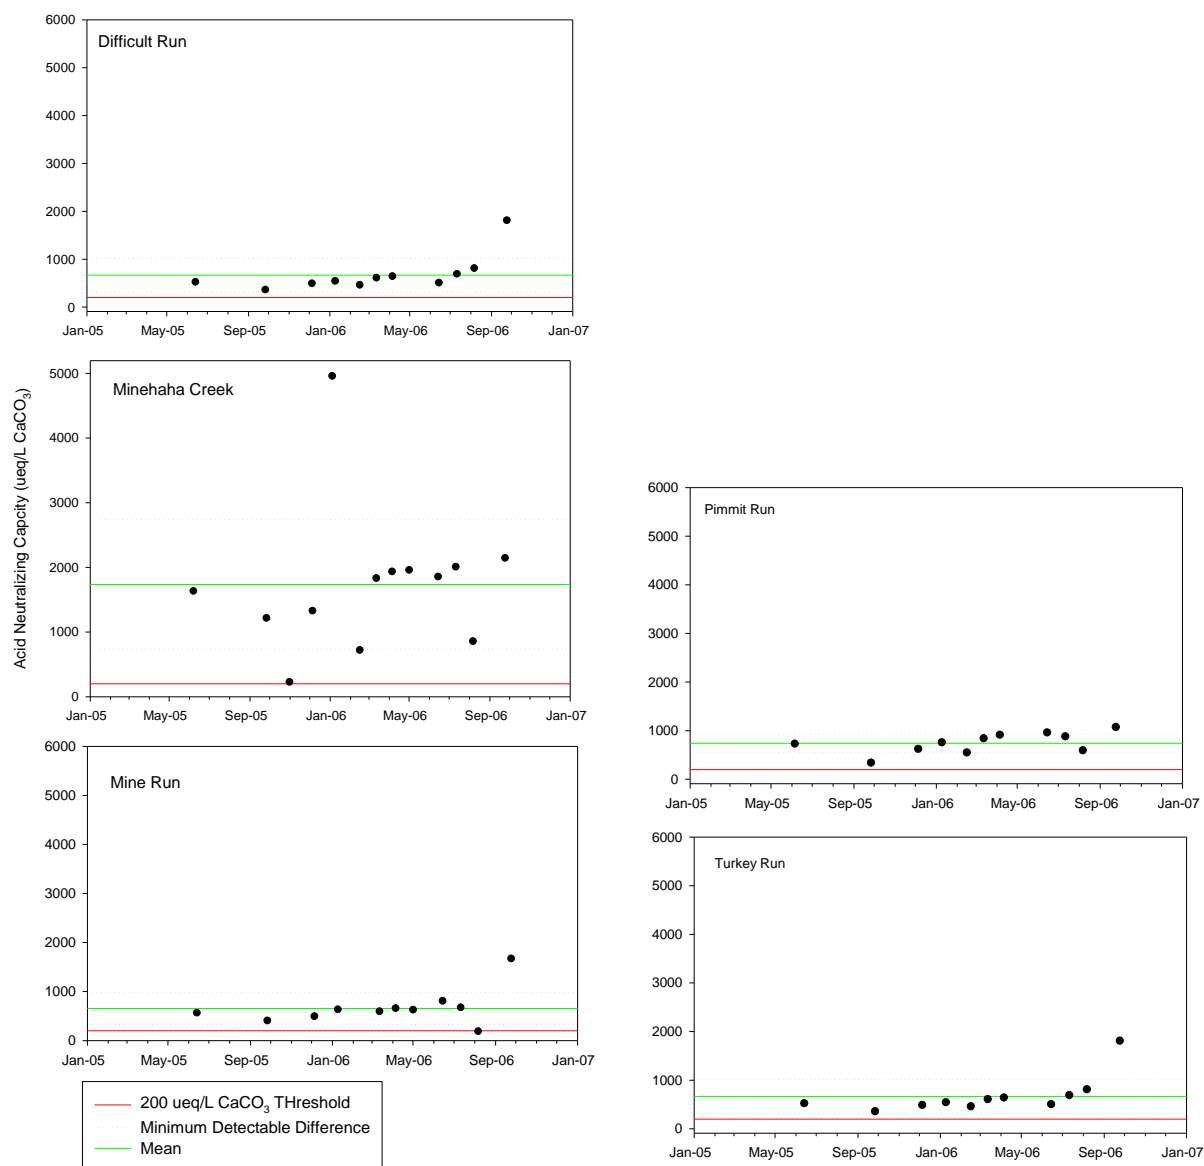 Acid Neutralizing Capcity (ueq/L CaCO3)
Difficult Run
6000
5000
4000
3000
2000
1000
0
Jan-05 May-05 Sep-05 Jan-06 May-06 Sep-06 Jan-07
Minehaha Creek
5000
4000
3000
2000
1000
0
Jan-05 May-05 Sep-05 Jan-06 May-06 Sep-06 Jan-07
Mine Run
6000
5000
4000
3000
2000
1000
0
Jan-05 May-05 Sep-05 Jan-06 May-06 Sep-06 Jan-07
200 ueq/L CaCO3 THreshold
Minimum Detectable Difference
Mean
Pimmit Run
6000
5000
4000
3000
2000
1000
0
Jan-05 May-05 Sep-05 Jan-06 May-06 Sep-06 Jan-07
Turkey Run
6000
5000
4000
3000
2000
1000
0
Jan-05 May-05 Sep-05 Jan-06 May-06 Sep-06 Jan-07